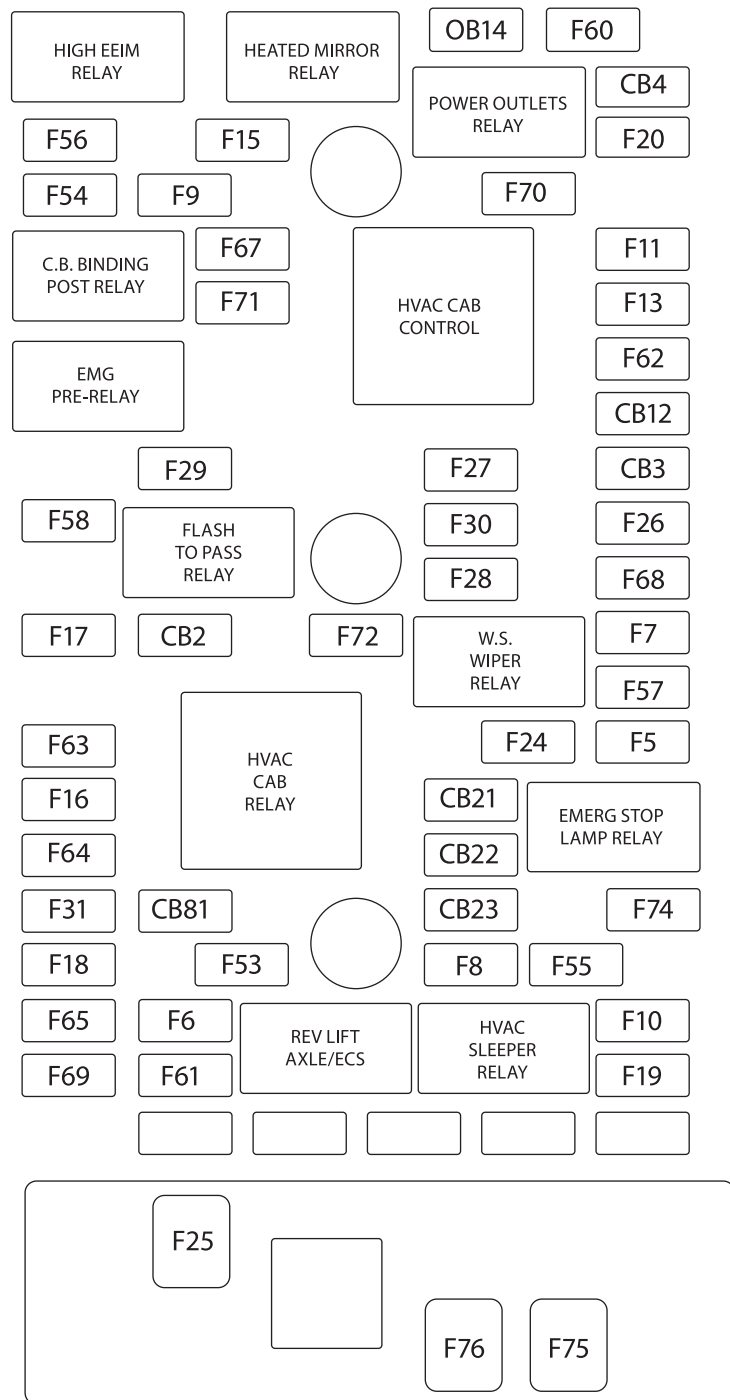 HIGH EEIM
RELAY
HEATED MIRROR
RELAY
OB14
F60
POWER OUTLETS
RELAY
CB4
F20
F56
F15
F54
F9
F70
C.B. BINDING
POST RELAY
F67
F71
HVAC CAB
CONTROL
F11
F13
EMG
PRE-RELAY
F62
CB12
F29
F27
CB3
F58
FLASH
TO PASS
RELAY
F30
F26
F28
F68
F17
CB2
F72
W.S.
WIPER
RELAY
F7
F57
F63
HVAC
CAB
RELAY
F24
F5
F16
CB21
EMERG STOP
LAMP RELAY
F64
CB22
F31
CB81
CB23
F74
F18
F53
F8
F55
F65
F6
REV LIFT
AXLE/ECS
HVAC
SLEEPER
RELAY
F10
F69
F61
F19
F25
F76
F75